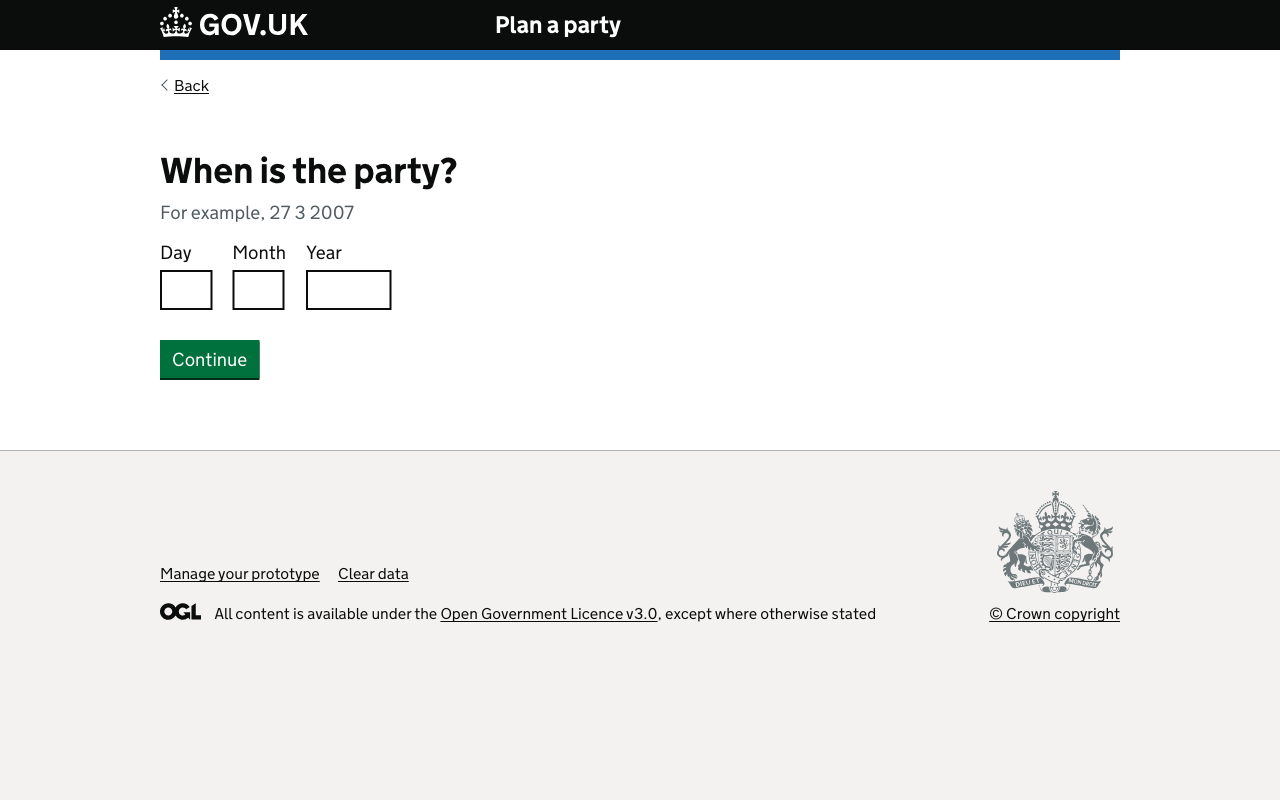 GOV.UK Plan a party
Back
When is the party?
For example, 27 3 2007
Day Month Year
Continue
Manage your prototype Clear data
OGL All content is available under the Open Government Licence v3.0, except where otherwise stated
© Crown copyright